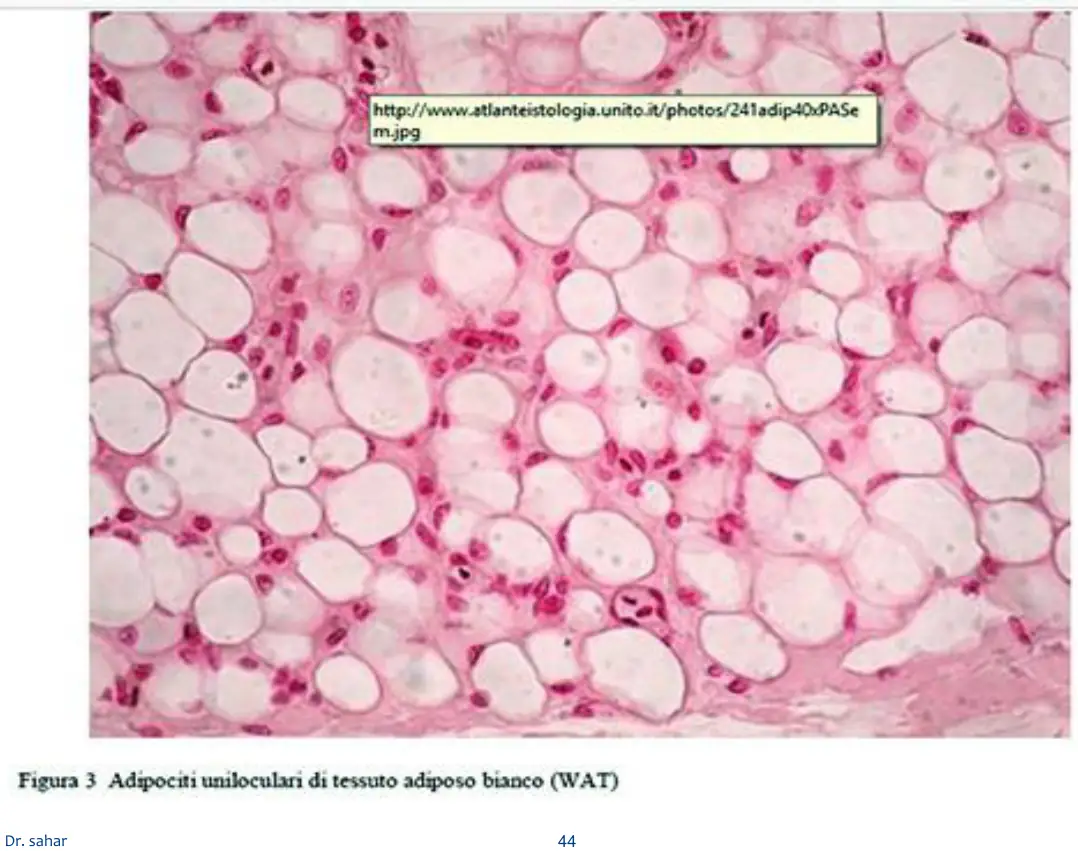 http://www.atlanteistologia.unito.it/photos/241adip40xPASe
m.jpg
Figura 3 Adipociti uniloculari di tessuto adiposo bianco (WAT)
Dr. sahar
44